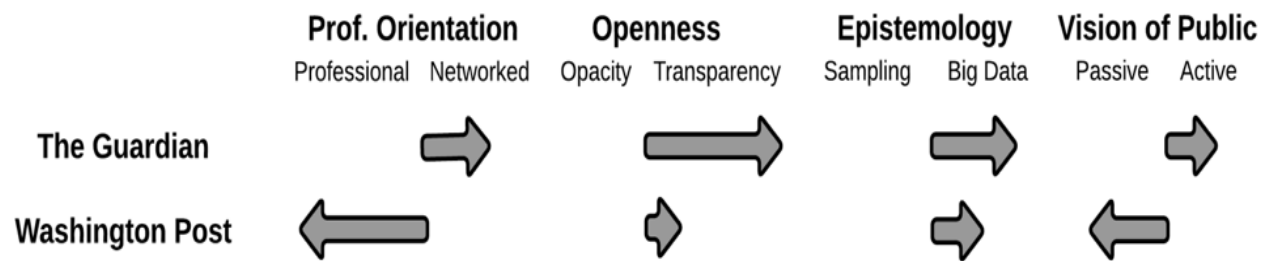 Prof. Orientation Openness Epistemology Vision of Public
Professional Networked Opacity Transparency Sampling Big Data Passive Active
The Guardian
Washington Post